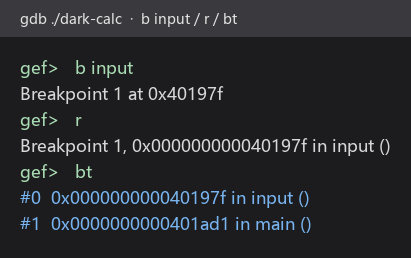 gdb ./dark-calc · b input / r / bt
gef> b input
Breakpoint 1 at 0x40197f
gef> r
Breakpoint 1, 0x000000000040197f in input ()
gef> bt
#0 0x000000000040197f in input ()
#1 0x0000000000401ad1 in main ()